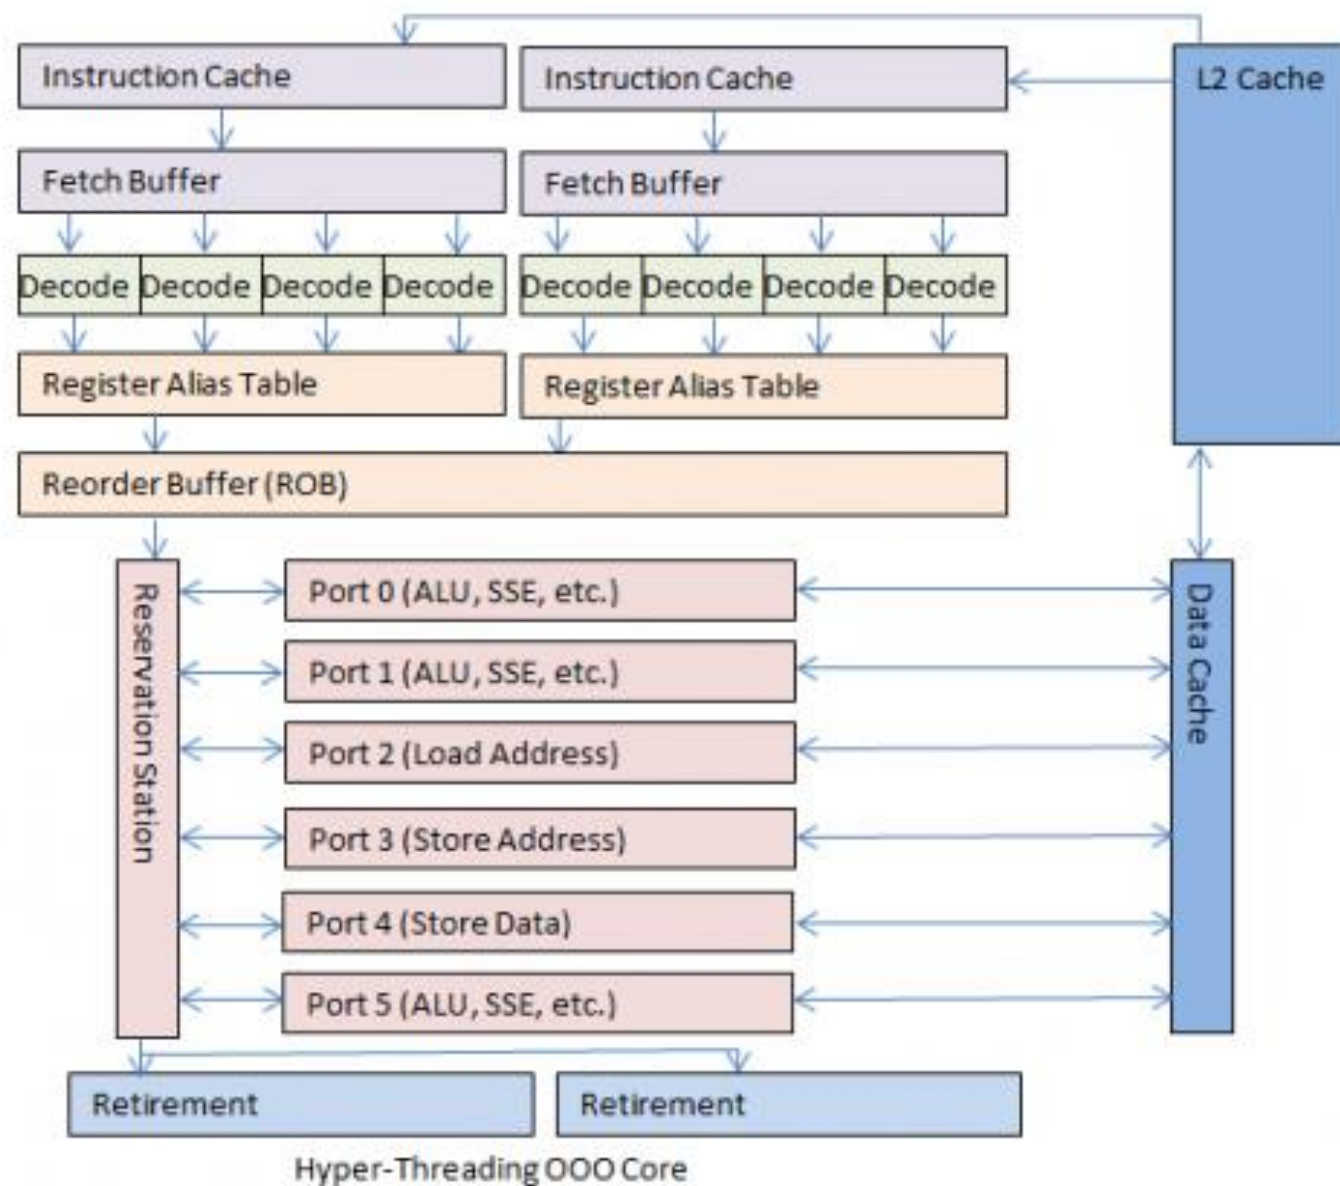 Instruction Cache
Instruction Cache
L2 Cache
Fetch Buffer
Fetch Buffer
Decode Decode Decode Decode
Decode Decode Decode Decode
Register Alias Table
Register Alias Table
Reorder Buffer (ROB)
Reservation Station
Port 0 (ALU, SSE, etc.)
Port 1 (ALU, SSE, etc.)
Port 2 (Load Address)
Port 3 (Store Address)
Port 4 (Store Data)
Port 5 (ALU, SSE, etc.)
Data Cache
Retirement
Retirement
Hyper-Threading OOO Core